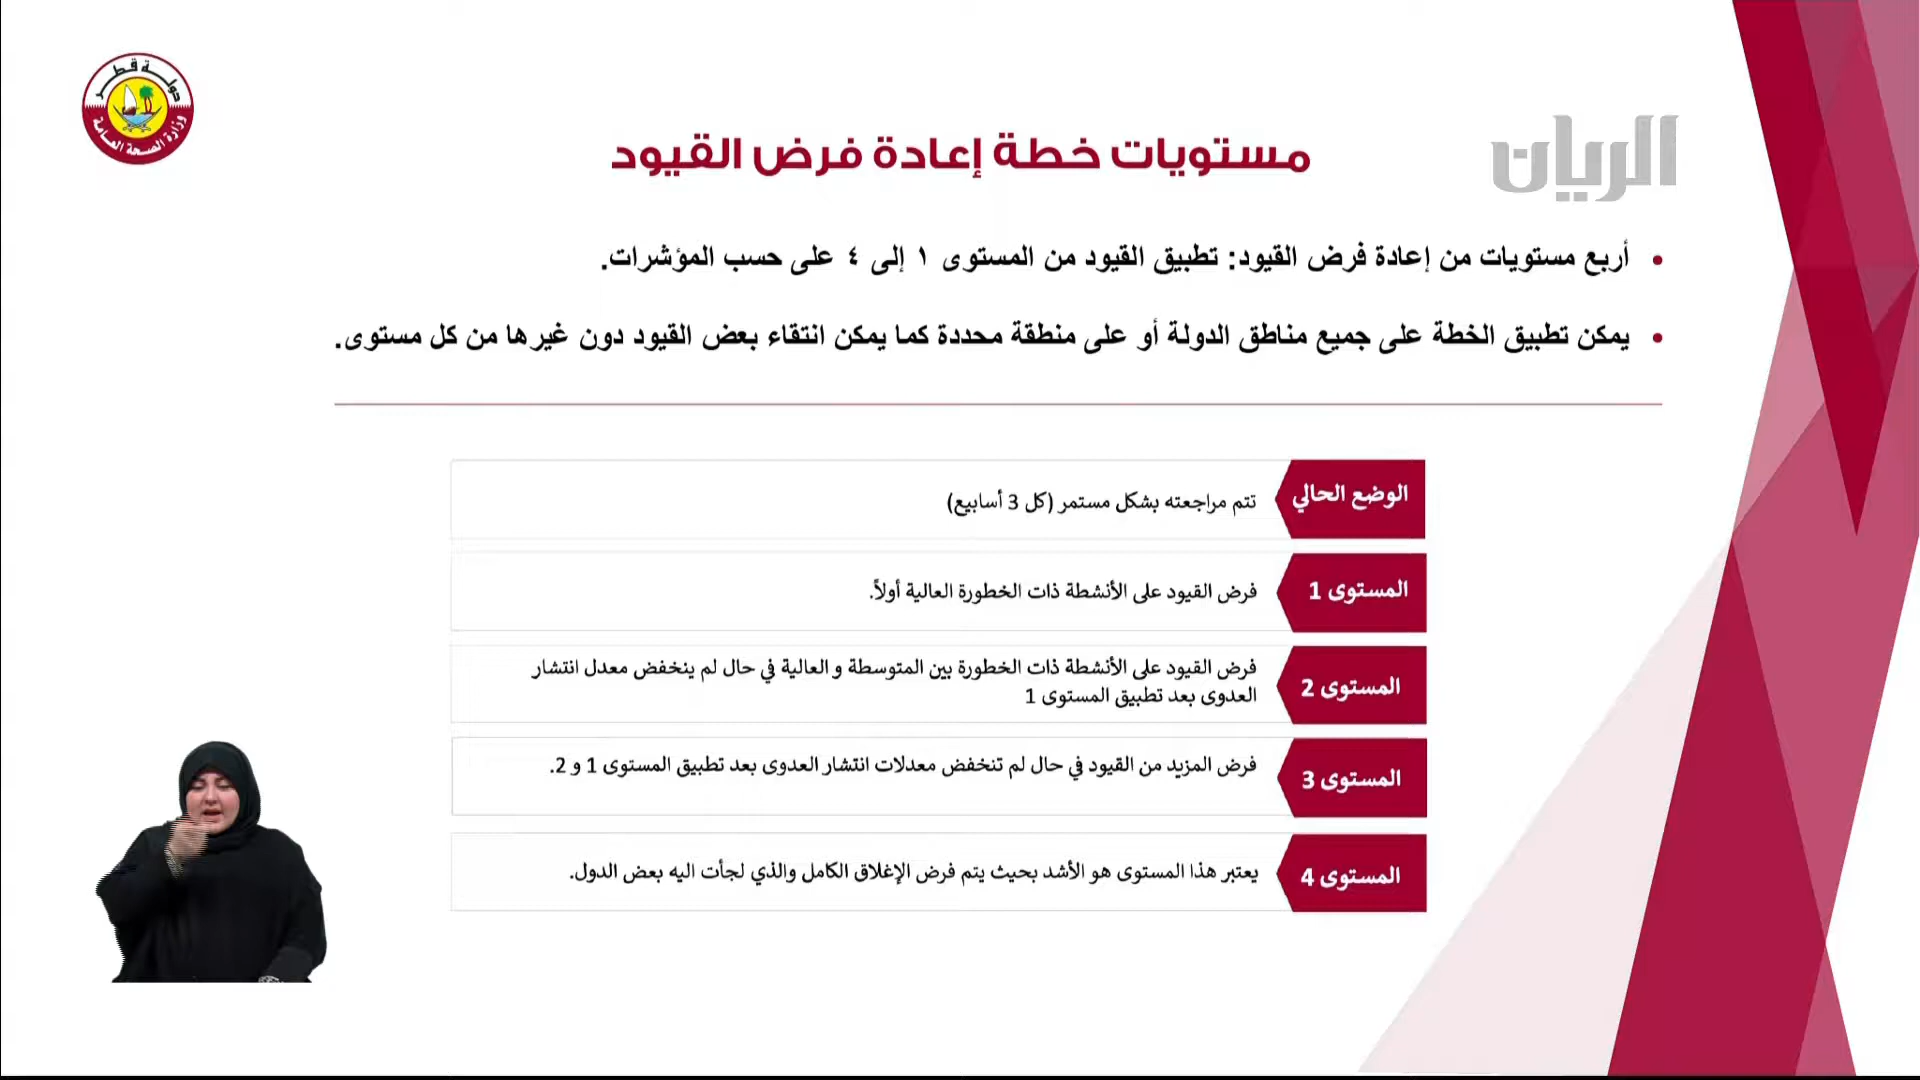 دولة قطر
وزارة الصحة العامة
الريان
مستويات خطة إعادة فرض القيود
• أربع مستويات من إعادة فرض القيود: تطبيق القيود من المستوى ١ إلى ٤ على حسب المؤشرات.
• يمكن تطبيق الخطة على جميع مناطق الدولة أو على منطقة محددة كما يمكن انتقاء بعض القيود دون غيرها من كل مستوى.
الوضع الحالي
تتم مراجعته بشكل مستمر (كل 3 أسابيع)
المستوى 1
فرض القيود على الأنشطة ذات الخطورة العالية أولاً.
المستوى 2
فرض القيود على الأنشطة ذات الخطورة بين المتوسطة و العالية في حال لم ينخفض معدل انتشار
العدوى بعد تطبيق المستوى 1
المستوى 3
فرض المزيد من القيود في حال لم تنخفض معدلات انتشار العدوى بعد تطبيق المستوى 1 و 2.
المستوى 4
يعتبر هذا المستوى هو الأشد بحيث يتم فرض الإغلاق الكامل والذي لجأت اليه بعض الدول.